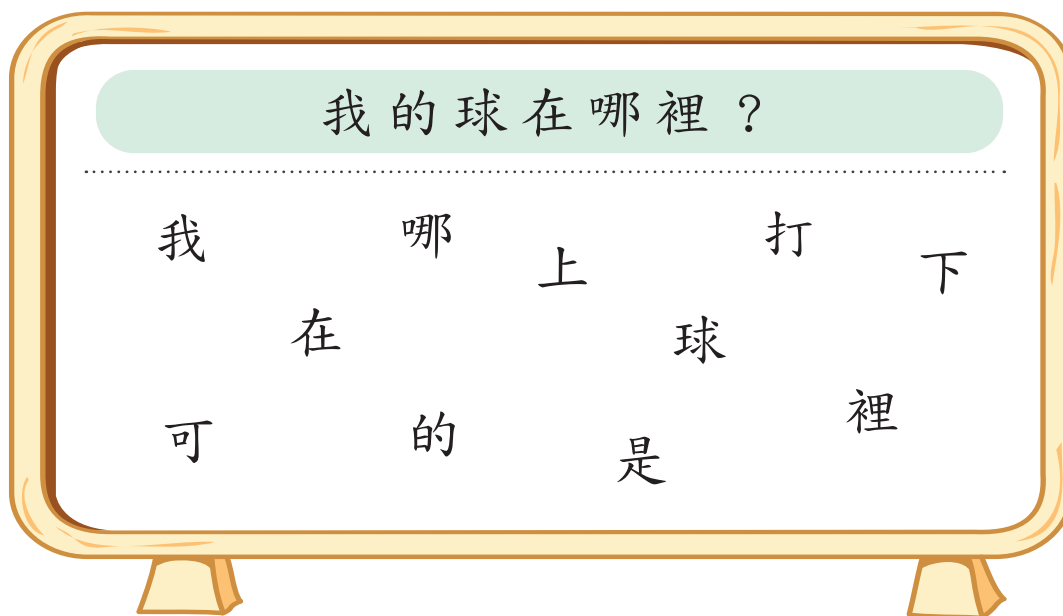 我的球在哪裡？
我 哪 上 打 下
在 球
可 的 是 裡